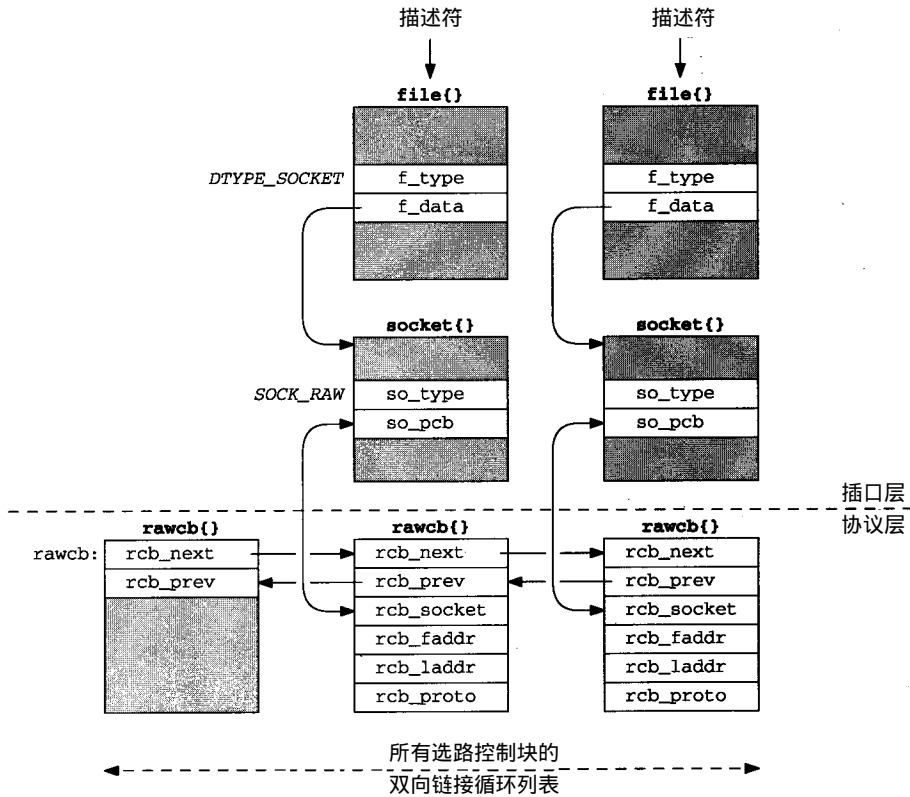 描述符
描述符
file{}
file{}
DTYPE_SOCKET
f_type
f_type
f_data
f_data
socket{}
socket{}
SOCK_RAW
so_type
so_type
so_pcb
so_pcb
插口层
协议层
rawcb{}
rawcb{}
rawcb{}
rawcb:
rcb_next
rcb_next
rcb_next
rcb_prev
rcb_prev
rcb_prev
rcb_socket
rcb_socket
rcb_faddr
rcb_faddr
rcb_laddr
rcb_laddr
rcb_proto
rcb_proto
所有选路控制块的
双向链接循环列表